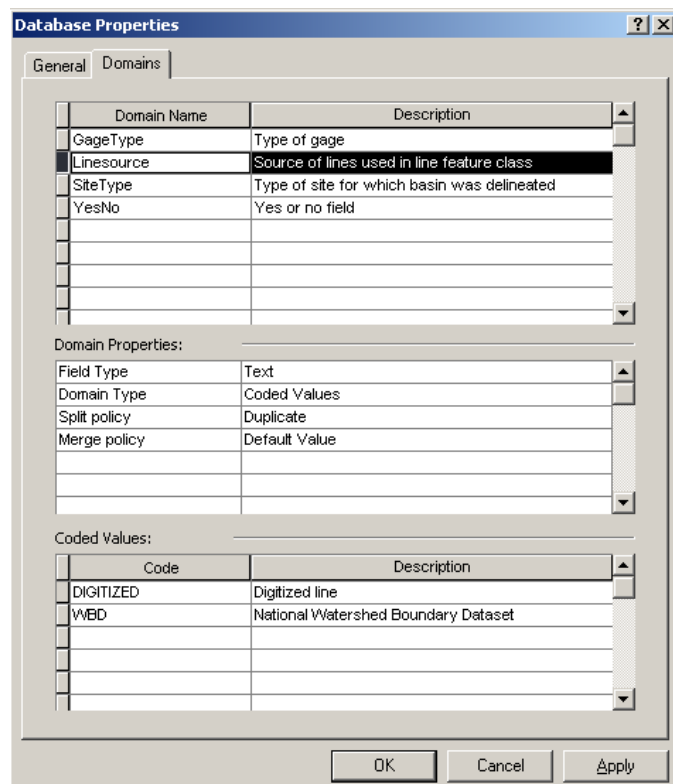 Database Properties
General Domains
Domain Name Description
GageType Type of gage
Linesource Source of lines used in line feature class
SiteType Type of site for which basin was delineated
YesNo Yes or no field
Domain Properties:
Field Type Text
Domain Type Coded Values
Split policy Duplicate
Merge policy Default Value
Coded Values:
Code Description
DIGITIZED Digitized line
WBD National Watershed Boundary Dataset
OK Cancel Apply